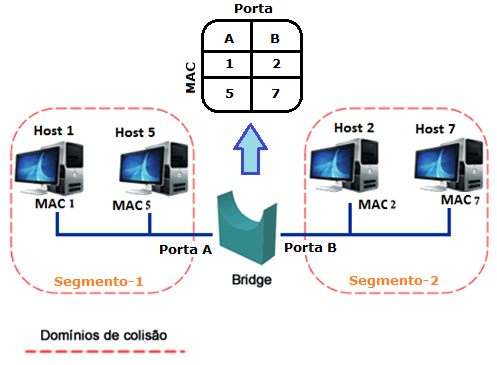 Porta
A B
MAC
1 2
5 7
Host 1
Host 5
Host 2
Host 7
MAC 1
MAC 5
MAC 2
MAC 7
Porta A
Porta B
Segmento-1
Bridge
Segmento-2
Domínios de colisão